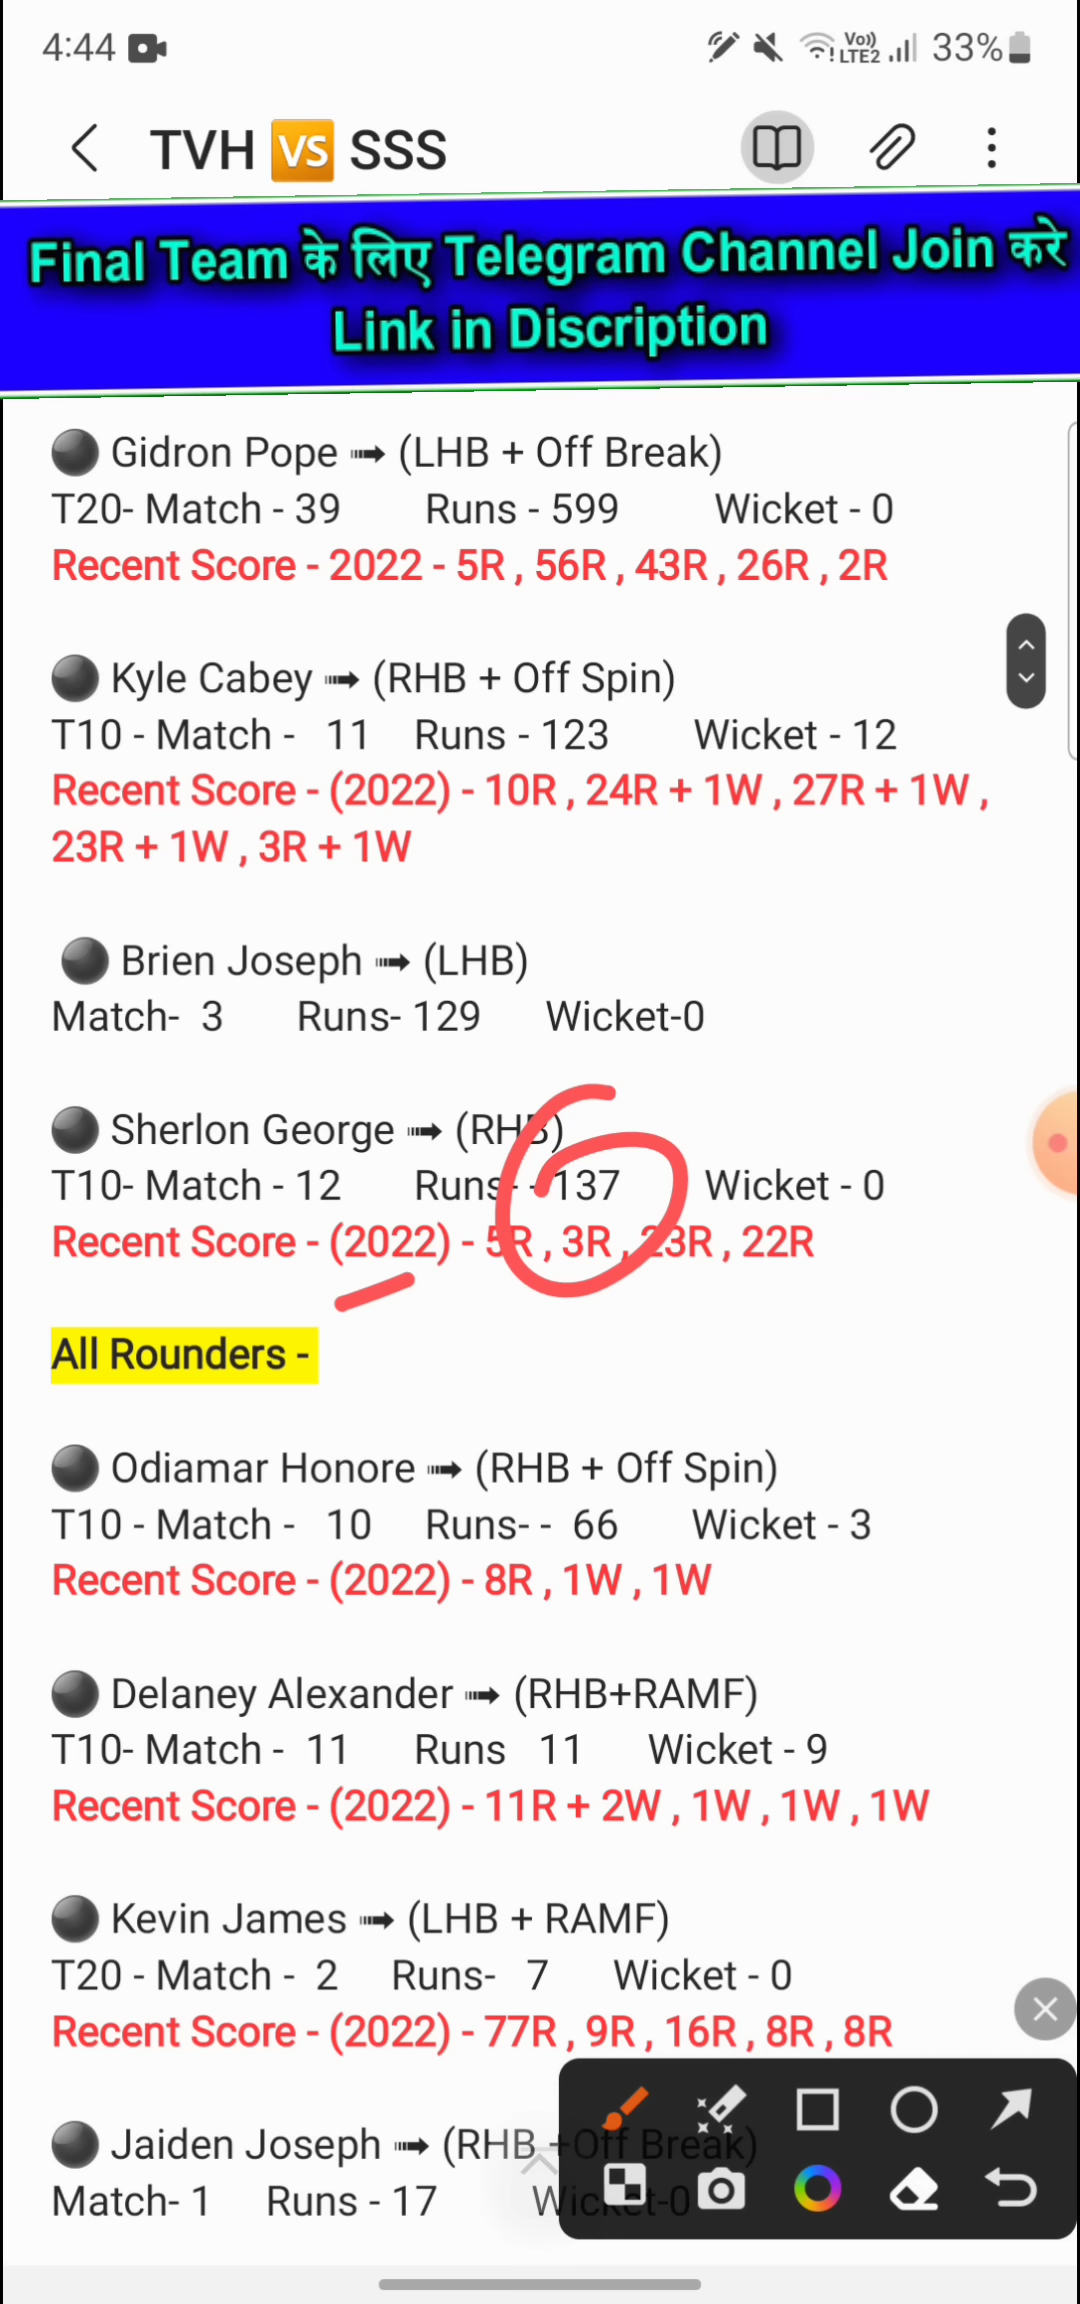 4:44
Vo)) LTE2 33%
TVH VS SSS
Final Team के लिए Telegram Channel Join करे
Link in Discription
Gidron Pope ➟ (LHB + Off Break)
T20- Match - 39 Runs - 599 Wicket - 0
Recent Score - 2022 - 5R , 56R , 43R , 26R , 2R
Kyle Cabey ➟ (RHB + Off Spin)
T10 - Match - 11 Runs - 123 Wicket - 12
Recent Score - (2022) - 10R , 24R + 1W , 27R + 1W ,
23R + 1W , 3R + 1W
Brien Joseph ➟ (LHB)
Match- 3 Runs- 129 Wicket-0
Sherlon George ➟ (RHB)
T10- Match - 12 Runs- - 137 Wicket - 0
Recent Score - (2022) - 5R , 3R , 23R , 22R
All Rounders -
Odiamar Honore ➟ (RHB + Off Spin)
T10 - Match - 10 Runs- - 66 Wicket - 3
Recent Score - (2022) - 8R , 1W , 1W
Delaney Alexander ➟ (RHB+RAMF)
T10- Match - 11 Runs 11 Wicket - 9
Recent Score - (2022) - 11R + 2W , 1W , 1W , 1W
Kevin James ➟ (LHB + RAMF)
T20 - Match - 2 Runs- 7 Wicket - 0
Recent Score - (2022) - 77R , 9R , 16R , 8R , 8R
Jaiden Joseph ➟ (RHB +Off Break)
Match- 1 Runs - 17 Wicket-0